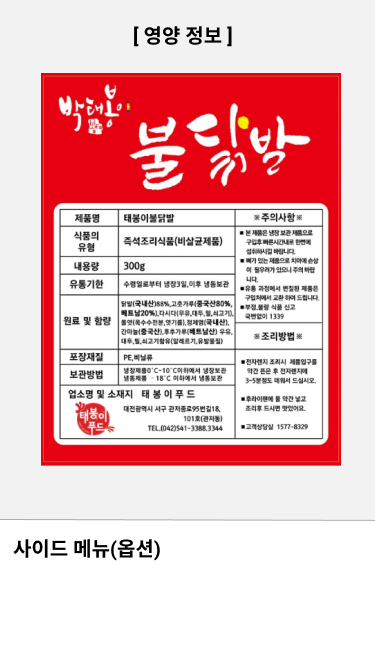 [ 영양 정보 ]
박태봉이
불닭발
제품명 태봉이불닭발
식품의 유형 즉석조리식품(비살균제품)
내용량 300g
유통기한 수령일로부터 냉장3일,이후 냉동보관
원료 및 함량
닭발(국내산)88%,고춧가루(중국산80%,
베트남20%),다시다(우유,대두,밀,쇠고기),
물엿(옥수수전분,엿기름),정제염(국내산),
간마늘(중국산),후추가루(베트남산) 우유,
대두,밀,쇠고기함유(알레르기,유발물질)
포장재질 PE,비닐류
보관방법 냉장제품0˚C-10˚C이하에서 냉장보관
냉동제품 -18˚C 이하에서 냉동보관
업소명 및 소재지 태 봉 이 푸 드
태봉이
푸드
대전광역시 서구 관저중로95번길18,
101호(관저동)
TEL.(042)541-3388.3344
※주의사항※
■ 본 제품은 냉장 보관 제품으로
구입후 빠른시간내로 한번에
섭취하시길 바랍니다.
■ 뼈가 있는 제품으로 치아에 손상
이 될우려가 있으니 주의 바랍
니다.
■ 유통 과정에서 변질된 제품은
구입처에서 교환 하여 드립니다.
■ 부정,불량 식품 신고
국번없이 1339
※조리방법※
■ 전자렌지 조리시 제품입구를
약간 뜯은 후 전자렌지에
3~5분정도 데워서 드십시오.
■ 후라이팬에 물 약간 넣고
조리후 드시면 맛있어요.
■ 고객상담실 1577-8329
사이드 메뉴(옵션)